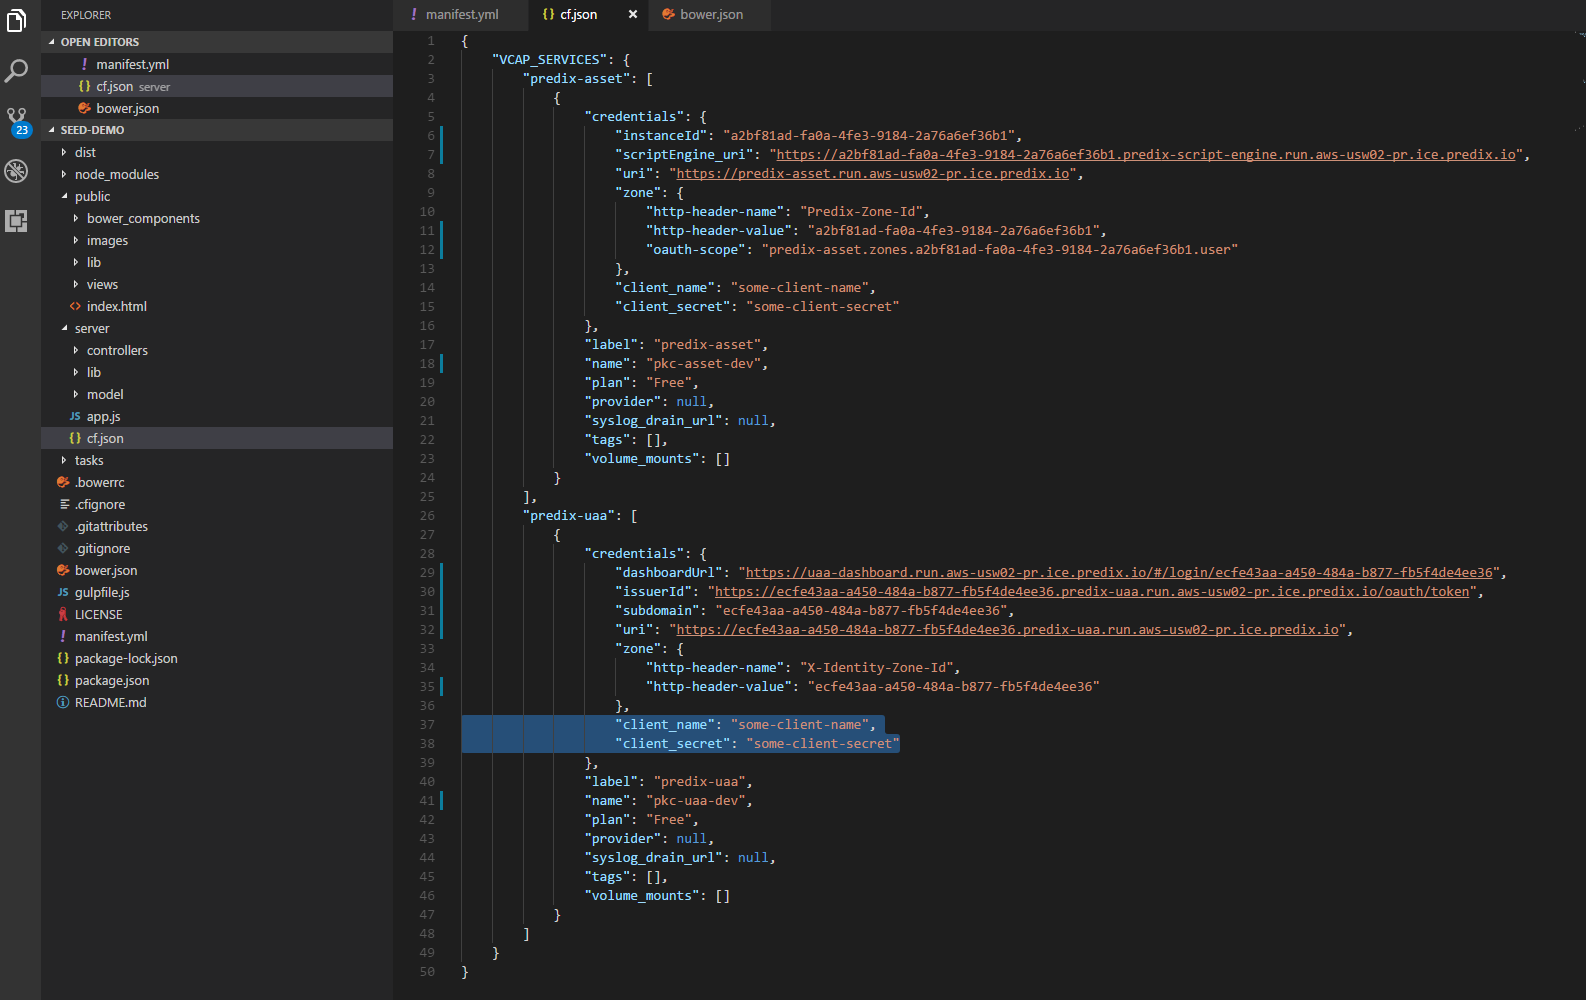 EXPLORER
OPEN EDITORS
! manifest.yml
{} cf.json server
bower.json
23
SEED-DEMO
dist
node_modules
public
bower_components
images
lib
views
<> index.html
server
controllers
lib
model
JS app.js
{} cf.json
tasks
.bowerrc
.cfignore
.gitattributes
.gitignore
bower.json
JS gulpfile.js
LICENSE
! manifest.yml
{} package-lock.json
{} package.json
README.md
! manifest.yml
{} cf.json ×
bower.json
1 {
2 "VCAP_SERVICES": {
3 "predix-asset": [
4 {
5 "credentials": {
6 "instanceId": "a2bf81ad-fa0a-4fe3-9184-2a76a6ef36b1",
7 "scriptEngine_uri": "https://a2bf81ad-fa0a-4fe3-9184-2a76a6ef36b1.predix-script-engine.run.aws-usw02-pr.ice.predix.io",
8 "uri": "https://predix-asset.run.aws-usw02-pr.ice.predix.io",
9 "zone": {
10 "http-header-name": "Predix-Zone-Id",
11 "http-header-value": "a2bf81ad-fa0a-4fe3-9184-2a76a6ef36b1",
12 "oauth-scope": "predix-asset.zones.a2bf81ad-fa0a-4fe3-9184-2a76a6ef36b1.user"
13 },
14 "client_name": "some-client-name",
15 "client_secret": "some-client-secret"
16 },
17 "label": "predix-asset",
18 "name": "pkc-asset-dev",
19 "plan": "Free",
20 "provider": null,
21 "syslog_drain_url": null,
22 "tags": [],
23 "volume_mounts": []
24 }
25 ],
26 "predix-uaa": [
27 {
28 "credentials": {
29 "dashboardUrl": "https://uaa-dashboard.run.aws-usw02-pr.ice.predix.io/#/login/ecfe43aa-a450-484a-b877-fb5f4de4ee36",
30 "issuerId": "https://ecfe43aa-a450-484a-b877-fb5f4de4ee36.predix-uaa.run.aws-usw02-pr.ice.predix.io/oauth/token",
31 "subdomain": "ecfe43aa-a450-484a-b877-fb5f4de4ee36",
32 "uri": "https://ecfe43aa-a450-484a-b877-fb5f4de4ee36.predix-uaa.run.aws-usw02-pr.ice.predix.io",
33 "zone": {
34 "http-header-name": "X-Identity-Zone-Id",
35 "http-header-value": "ecfe43aa-a450-484a-b877-fb5f4de4ee36"
36 },
37 "client_name": "some-client-name",
38 "client_secret": "some-client-secret"
39 },
40 "label": "predix-uaa",
41 "name": "pkc-uaa-dev",
42 "plan": "Free",
43 "provider": null,
44 "syslog_drain_url": null,
45 "tags": [],
46 "volume_mounts": []
47 }
48 ]
49 }
50 }